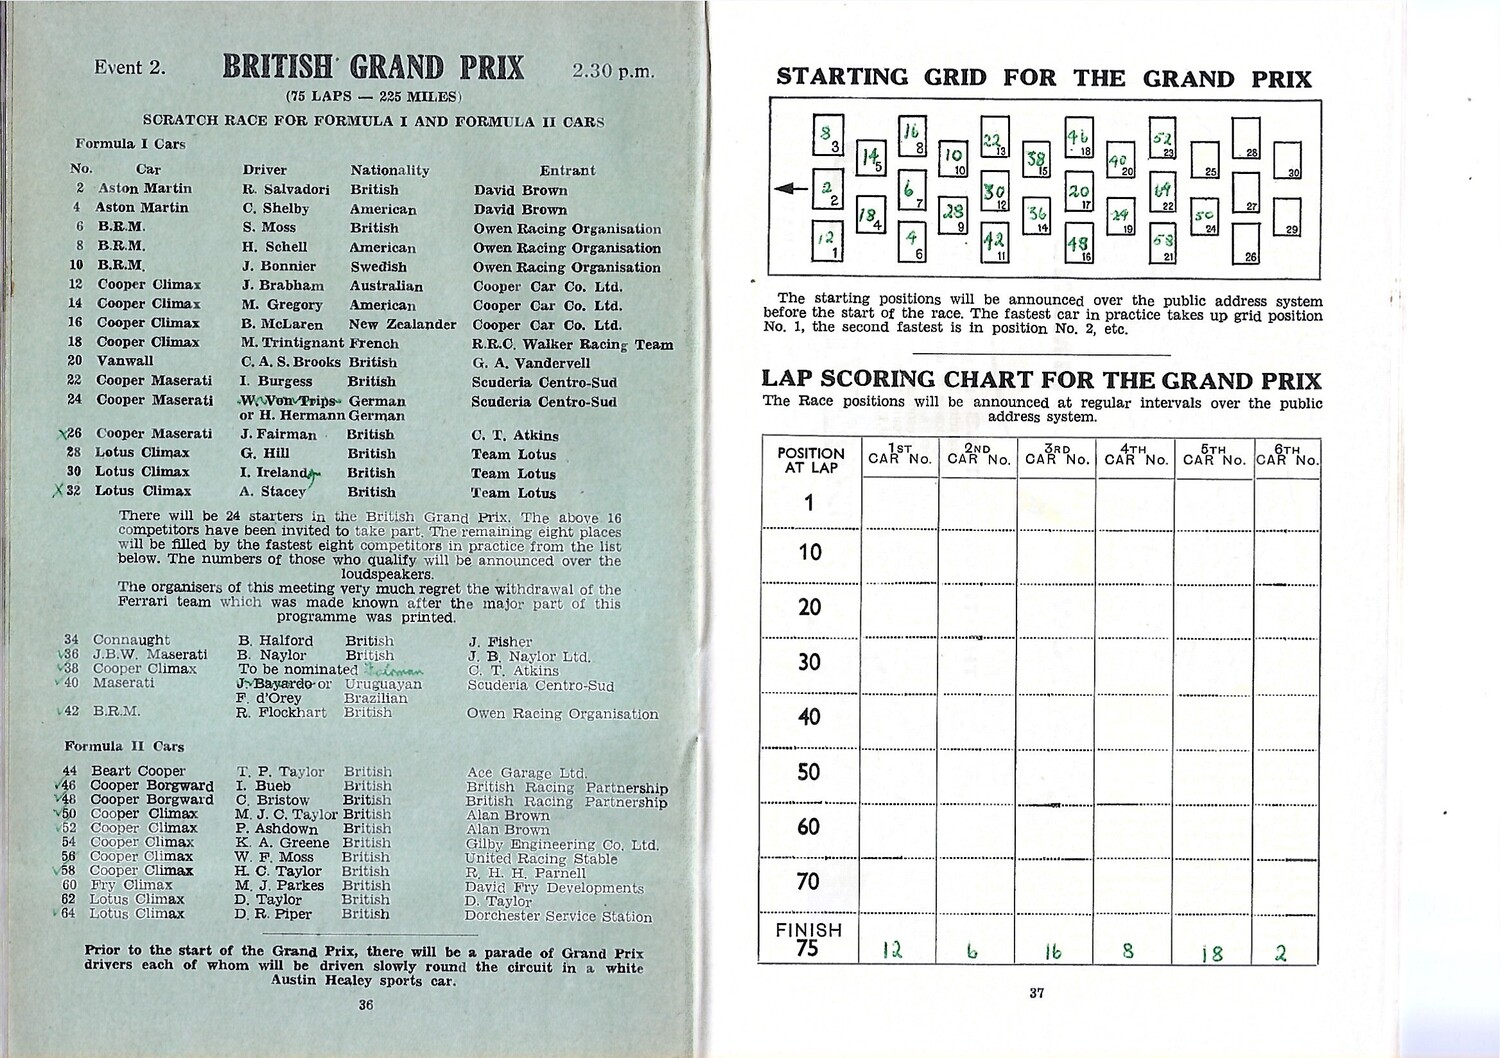 Event 2. BRITISH GRAND PRIX 2.30 p.m.
(75 LAPS — 225 MILES)
SCRATCH RACE FOR FORMULA I AND FORMULA II CARS
Formula I Cars
No. Car Driver Nationality Entrant
2 Aston Martin R. Salvadori British David Brown
4 Aston Martin C. Shelby American David Brown
6 B.R.M. S. Moss British Owen Racing Organisation
8 B.R.M. H. Schell American Owen Racing Organisation
10 B.R.M. J. Bonnier Swedish Owen Racing Organisation
12 Cooper Climax J. Brabham Australian Cooper Car Co. Ltd.
14 Cooper Climax M. Gregory American Cooper Car Co. Ltd.
16 Cooper Climax B. McLaren New Zealander Cooper Car Co. Ltd.
18 Cooper Climax M. Trintignant French R.R.C. Walker Racing Team
20 Vanwall C. A. S. Brooks British G. A. Vandervell
22 Cooper Maserati I. Burgess British Scuderia Centro-Sud
24 Cooper Maserati W. Von Trips German Scuderia Centro-Sud
or H. Hermann German
X26 Cooper Maserati J. Fairman British C. T. Atkins
28 Lotus Climax G. Hill British Team Lotus
30 Lotus Climax I. Ireland British Team Lotus
X32 Lotus Climax A. Stacey British Team Lotus
There will be 24 starters in the British Grand Prix. The above 16
competitors have been invited to take part. The remaining eight places
will be filled by the fastest eight competitors in practice from the list
below. The numbers of those who qualify will be announced over the
loudspeakers.
The organisers of this meeting very much regret the withdrawal of the
Ferrari team which was made known after the major part of this
programme was printed.
34 Connaught B. Halford British J. Fisher
✓36 J.B.W. Maserati B. Naylor British J. B. Naylor Ltd.
✓38 Cooper Climax To be nominated Fairman C. T. Atkins
✓40 Maserati J. Bayardo or Uruguayan Scuderia Centro-Sud
F. d'Orey Brazilian
✓42 B.R.M. R. Flockhart British Owen Racing Organisation
Formula II Cars
44 Beart Cooper T. P. Taylor British Ace Garage Ltd.
✓46 Cooper Borgward I. Bueb British British Racing Partnership
✓48 Cooper Borgward C. Bristow British British Racing Partnership
✓50 Cooper Climax M. J. C. Taylor British Alan Brown
✓52 Cooper Climax P. Ashdown British Alan Brown
54 Cooper Climax K. A. Greene British Gilby Engineering Co. Ltd.
56 Cooper Climax W. F. Moss British United Racing Stable
✓58 Cooper Climax H. C. Taylor British R. H. H. Parnell
60 Fry Climax M. J. Parkes British David Fry Developments
62 Lotus Climax D. Taylor British D. Taylor
✓64 Lotus Climax D. R. Piper British Dorchester Service Station
Prior to the start of the Grand Prix, there will be a parade of Grand Prix
drivers each of whom will be driven slowly round the circuit in a white
Austin Healey sports car.
36
STARTING GRID FOR THE GRAND PRIX
8 3 16 8 22 13 46 18 52 23 28
14 5 10 10 38 15 40 20 25 30
2 2 6 7 30 12 20 17 64 22 27
18 4 28 9 36 14 24 19 50 24 29
12 1 4 6 42 11 48 16 58 21 26
The starting positions will be announced over the public address system
before the start of the race. The fastest car in practice takes up grid position
No. 1, the second fastest is in position No. 2, etc.
LAP SCORING CHART FOR THE GRAND PRIX
The Race positions will be announced at regular intervals over the public
address system.
POSITION AT LAP 1ST CAR No. 2ND CAR No. 3RD CAR No. 4TH CAR No. 5TH CAR No. 6TH CAR No.
1
10
20
30
40
50
60
70
FINISH
75 12 6 16 8 18 2
37